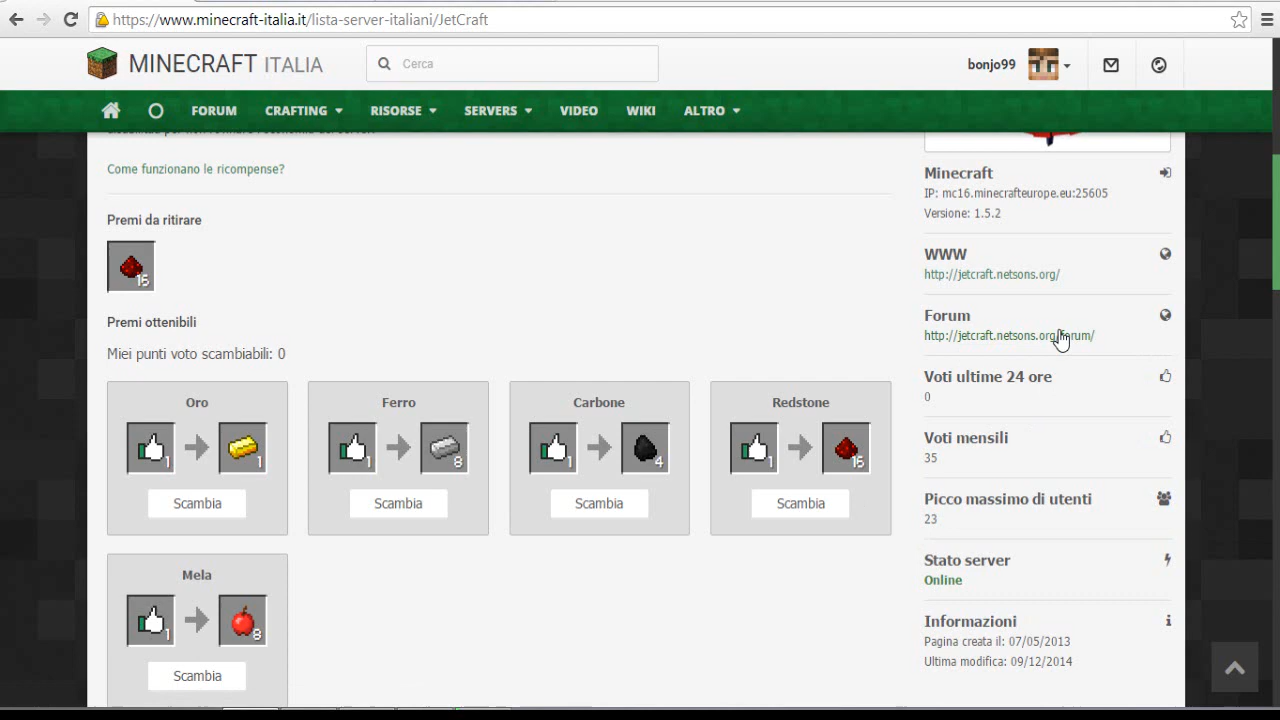 https://www.minecraft-italia.it/lista-server-italiani/JetCraft
MINECRAFT ITALIA
Cerca
bonjo99
FORUM
CRAFTING
RISORSE
SERVERS
VIDEO
WIKI
ALTRO
Come funzionano le ricompense?
Premi da ritirare
16
Premi ottenibili
Miei punti voto scambiabili: 0
Oro
1
1
Scambia
Ferro
1
8
Scambia
Carbone
1
4
Scambia
Redstone
1
16
Scambia
Mela
1
8
Scambia
Minecraft
IP: mc16.minecrafteurope.eu:25605
Versione: 1.5.2
WWW
http://jetcraft.netsons.org/
Forum
http://jetcraft.netsons.org/forum/
Voti ultime 24 ore
0
Voti mensili
35
Picco massimo di utenti
23
Stato server
Online
Informazioni
Pagina creata il: 07/05/2013
Ultima modifica: 09/12/2014